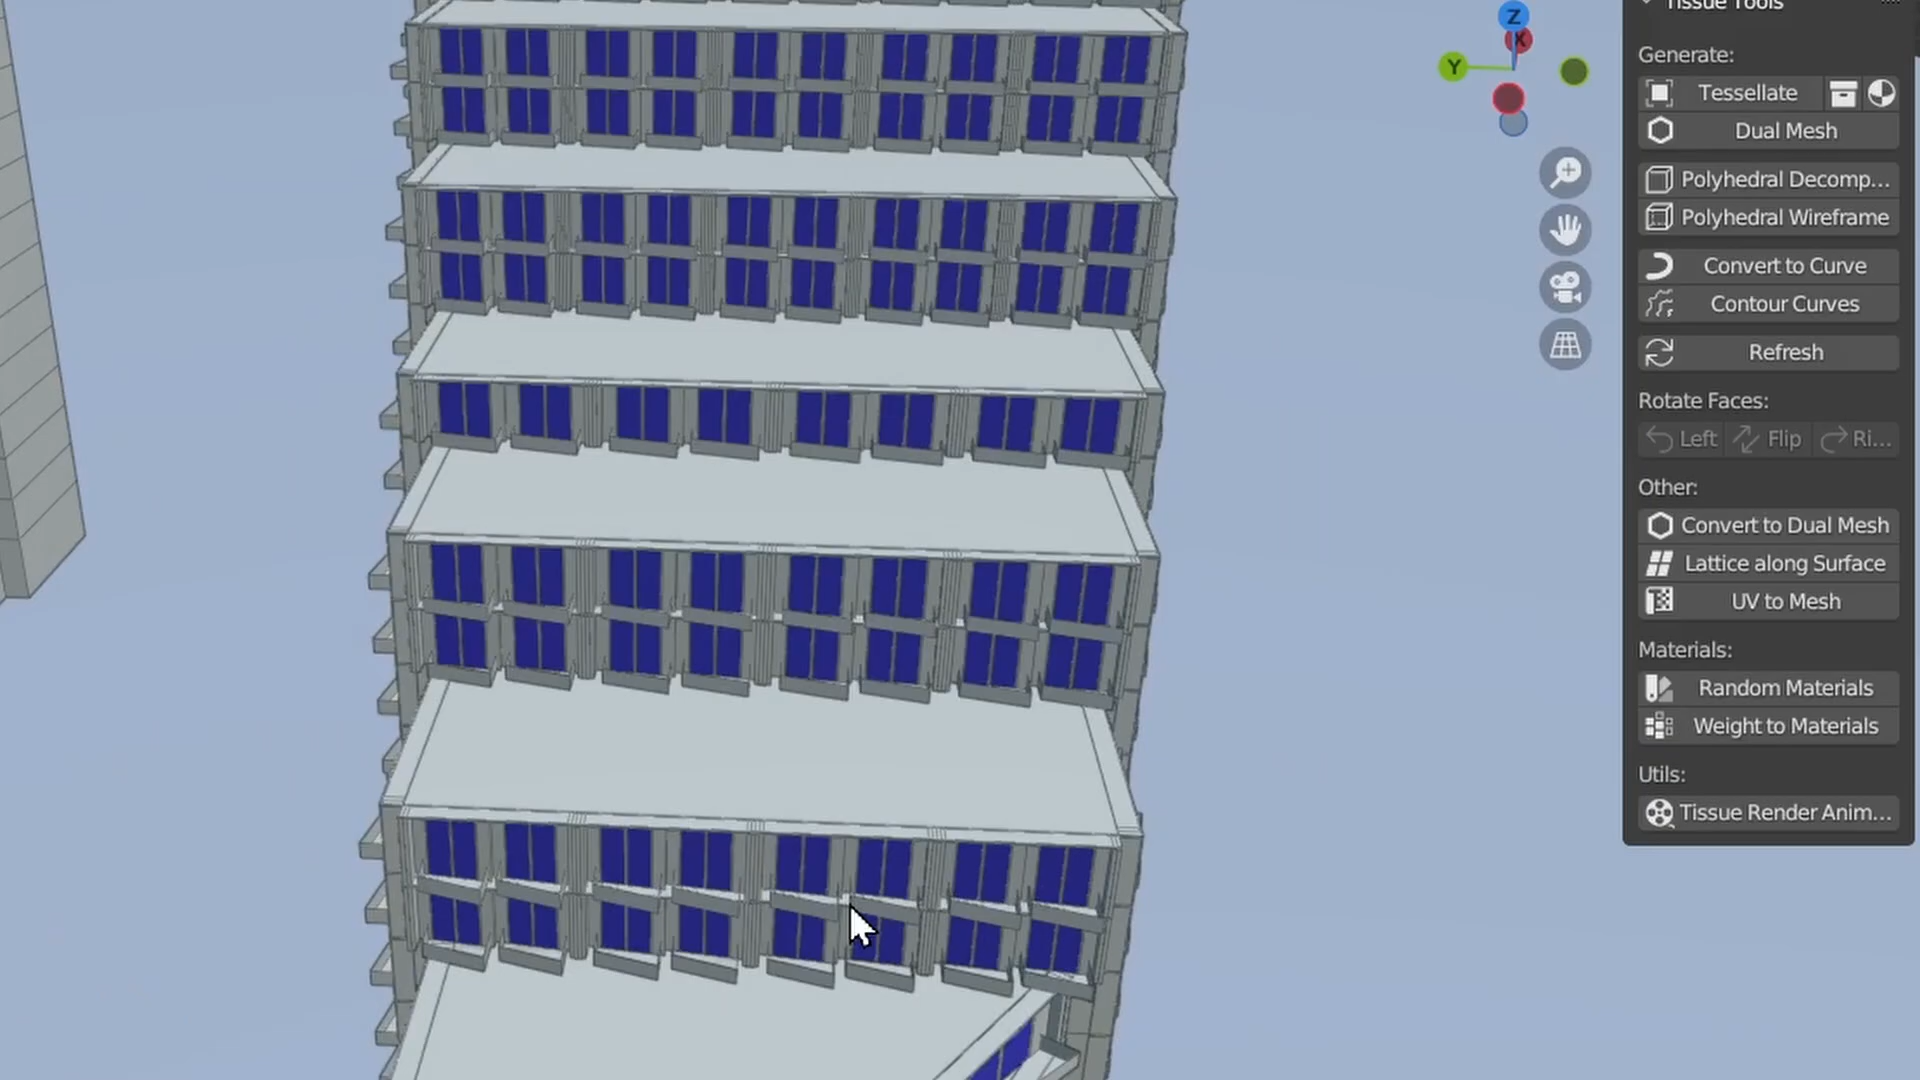 Tissue Tools
Z
X
Y
Generate:
Tessellate
Dual Mesh
Polyhedral Decomp...
Polyhedral Wireframe
Convert to Curve
Contour Curves
Refresh
Rotate Faces:
Left Flip Ri...
Other:
Convert to Dual Mesh
Lattice along Surface
UV to Mesh
Materials:
Random Materials
Weight to Materials
Utils:
Tissue Render Anim...